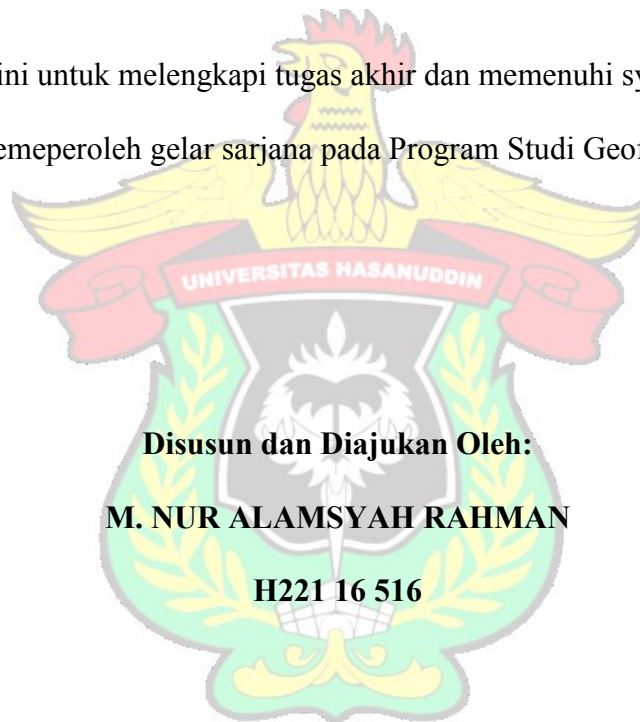 ini untuk melengkapi tugas akhir dan memenuhi sy
emeperoleh gelar sarjana pada Program Studi Geof
UNIVERSITAS HASANUDDIN
Disusun dan Diajukan Oleh:
M. NUR ALAMSYAH RAHMAN
H221 16 516